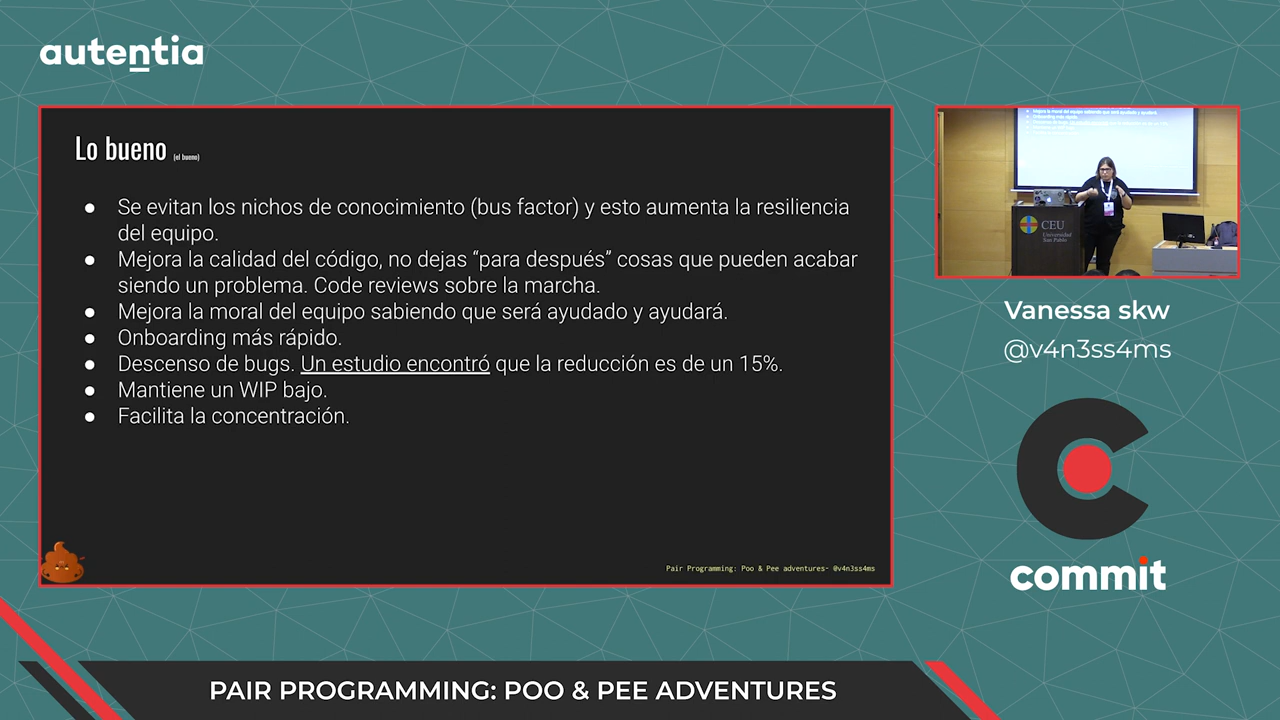 autentia
Lo bueno (el bueno)
● Se evitan los nichos de conocimiento (bus factor) y esto aumenta la resiliencia
del equipo.
● Mejora la calidad del código, no dejas “para después” cosas que pueden acabar
siendo un problema. Code reviews sobre la marcha.
● Mejora la moral del equipo sabiendo que será ayudado y ayudará.
● Onboarding más rápido.
● Descenso de bugs. Un estudio encontró que la reducción es de un 15%.
● Mantiene un WIP bajo.
● Facilita la concentración.
Pair Programming: Poo & Pee adventures- @v4n3ss4ms
CEU
Universidad
San Pablo
Vanessa skw
@v4n3ss4ms
commit
PAIR PROGRAMMING: POO & PEE ADVENTURES